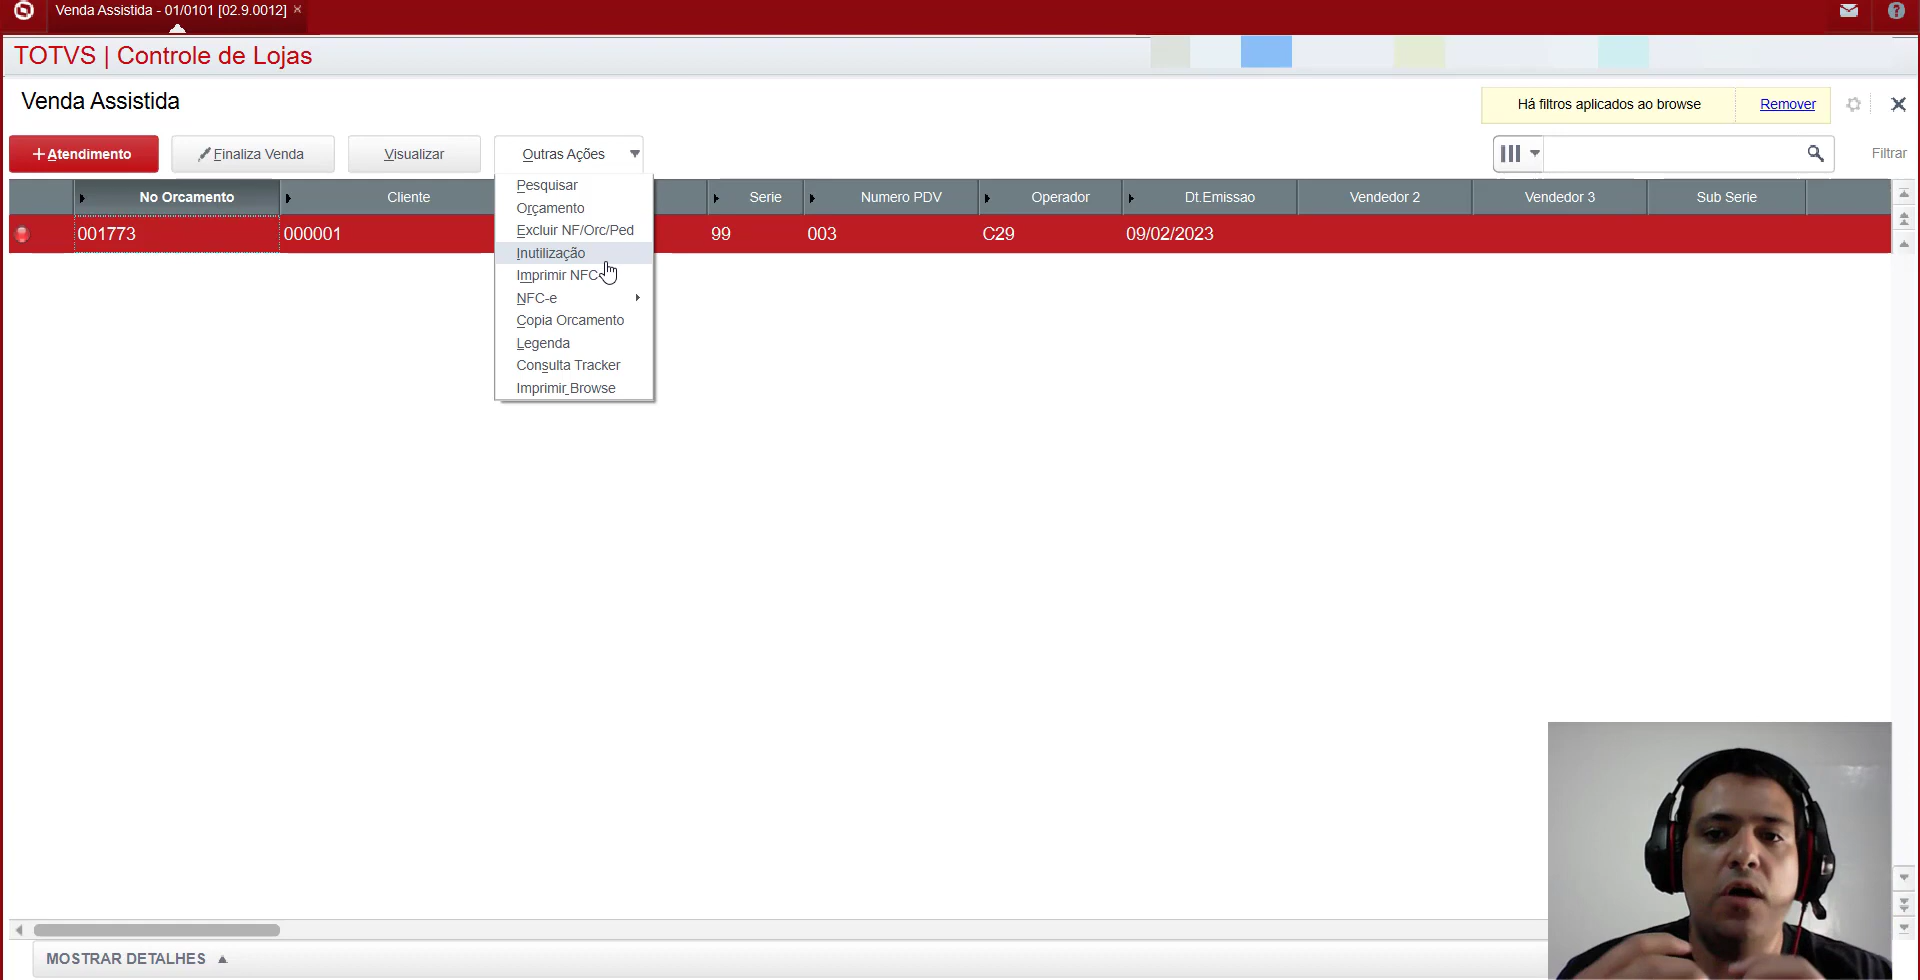 Venda Assistida - 01/0101 [02.9.0012] ×
TOTVS | Controle de Lojas
Venda Assistida
Há filtros aplicados ao browse Remover
+Atendimento Finaliza Venda Visualizar Outras Ações Filtrar
No Orcamento Cliente Serie Numero PDV Operador Dt.Emissao Vendedor 2 Vendedor 3 Sub Serie
001773 000001 99 003 C29 09/02/2023
Pesquisar
Orçamento
Excluir NF/Orc/Ped
Inutilização
Imprimir NFC
NFC-e
Copia Orcamento
Legenda
Consulta Tracker
Imprimir Browse
MOSTRAR DETALHES